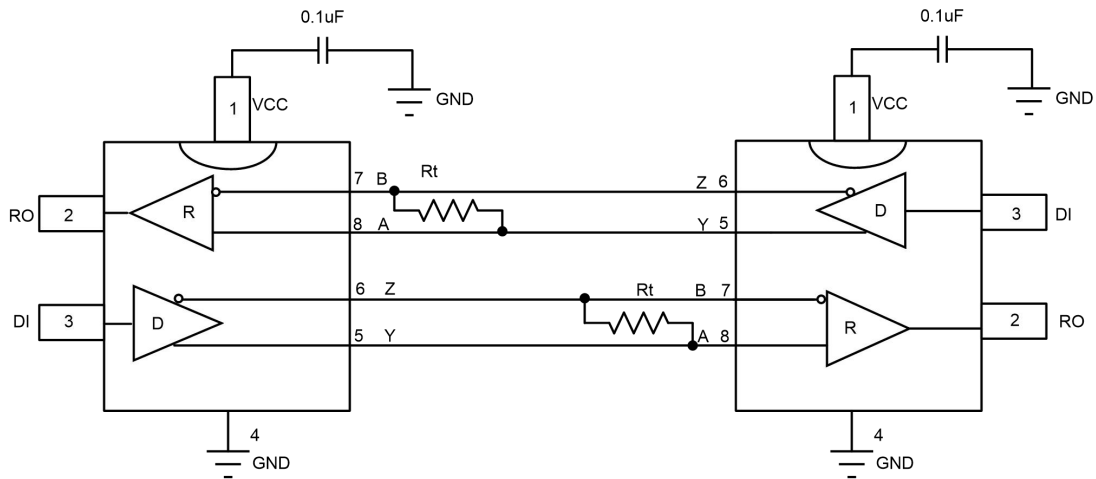 0.1uF
0.1uF
1 VCC
GND
1 VCC
GND
7 B Rt
Z 6
RO 2
R
D
3 DI
8 A
Y 5
6 Z
Rt B 7
DI 3
D
R
2 RO
5 Y
A 8
4
GND
4
GND